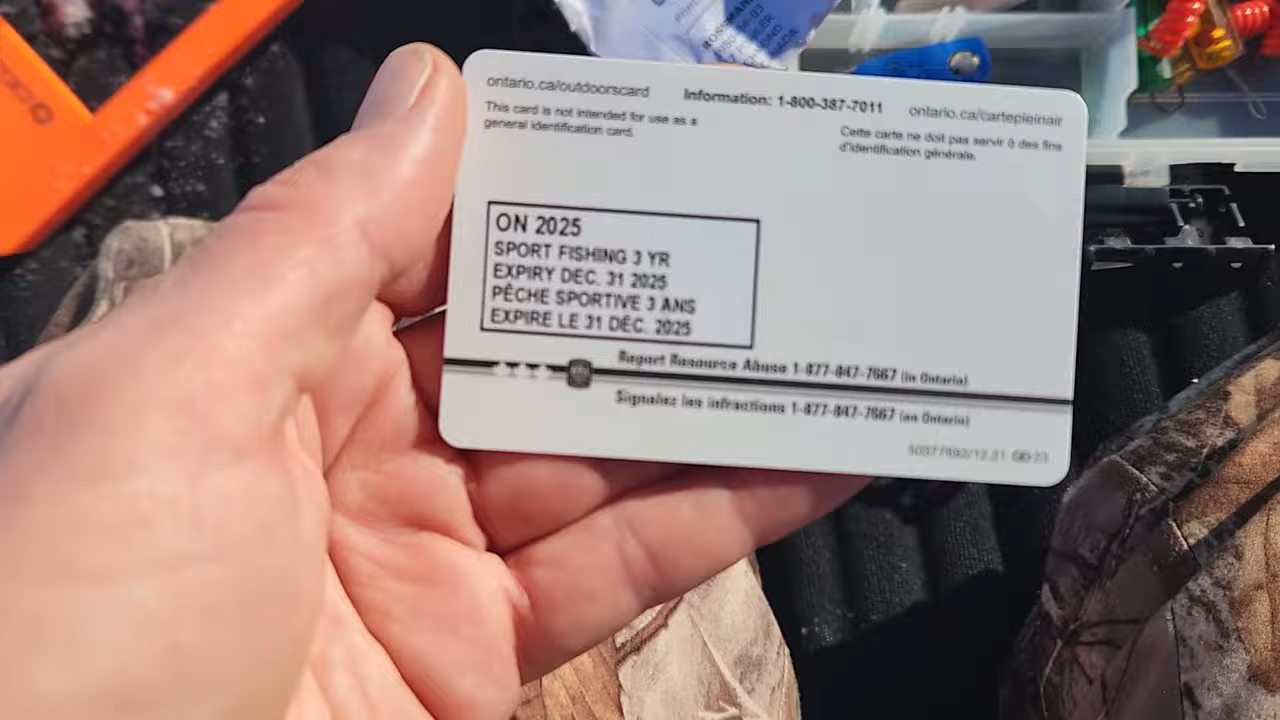 ontario.ca/outdoorscard
Information: 1-800-387-7011
ontario.ca/cartepleinair
This card is not intended for use as a
general identification card.
Cette carte ne doit pas servir à des fins
d'identification générale.
ON 2025
SPORT FISHING 3 YR
EXPIRY DEC. 31 2025
PÊCHE SPORTIVE 3 ANS
EXPIRE LE 31 DÉC. 2025
Report Resource Abuse 1-877-847-7667 (in Ontario)
Signalez les infractions 1-877-847-7667 (en Ontario)